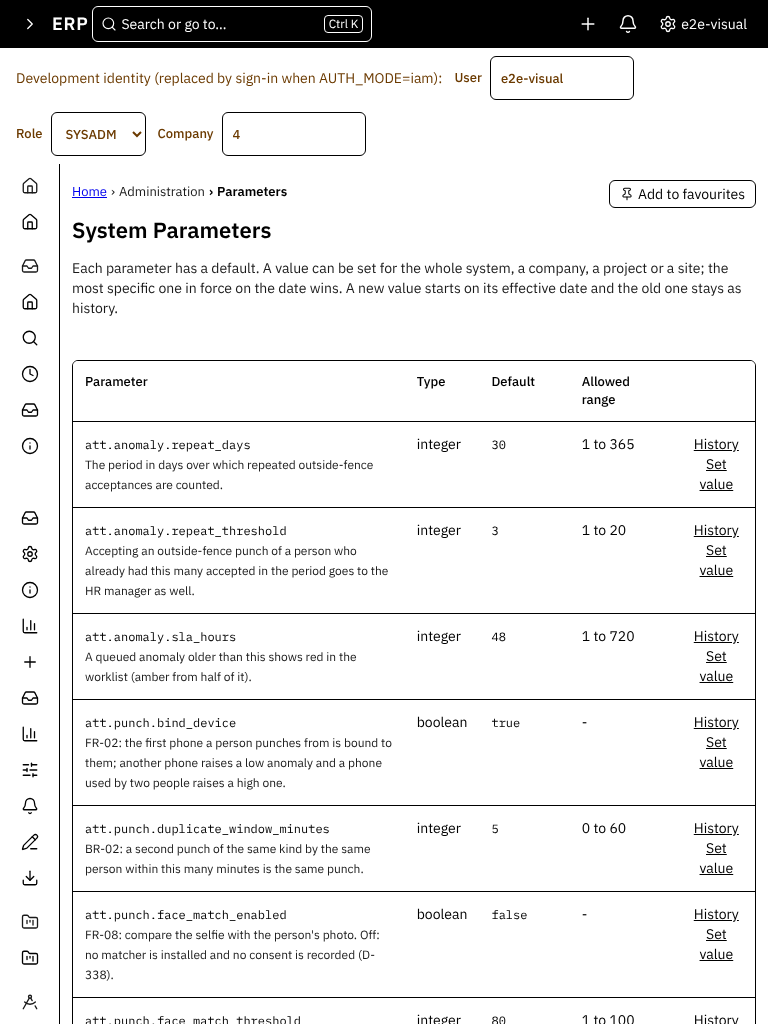 ERP
Search or go to...
Ctrl K
e2e-visual
Development identity (replaced by sign-in when AUTH_MODE=iam):
User
e2e-visual
Role
SYSADM
Company
4
Home › Administration › Parameters
Add to favourites
System Parameters
Each parameter has a default. A value can be set for the whole system, a company, a project or a site; the
most specific one in force on the date wins. A new value starts on its effective date and the old one stays as
history.
Parameter
Type
Default
Allowed
range
att.anomaly.repeat_days
The period in days over which repeated outside-fence
acceptances are counted.
integer
30
1 to 365
History
Set
value
att.anomaly.repeat_threshold
Accepting an outside-fence punch of a person who
already had this many accepted in the period goes to the
HR manager as well.
integer
3
1 to 20
History
Set
value
att.anomaly.sla_hours
A queued anomaly older than this shows red in the
worklist (amber from half of it).
integer
48
1 to 720
History
Set
value
att.punch.bind_device
FR-02: the first phone a person punches from is bound to
them; another phone raises a low anomaly and a phone
used by two people raises a high one.
boolean
true
-
History
Set
value
att.punch.duplicate_window_minutes
BR-02: a second punch of the same kind by the same
person within this many minutes is the same punch.
integer
5
0 to 60
History
Set
value
att.punch.face_match_enabled
FR-08: compare the selfie with the person's photo. Off:
no matcher is installed and no consent is recorded (D-
338).
boolean
false
-
History
Set
value
att.punch.face_match_threshold
integer
80
1 to 100
History